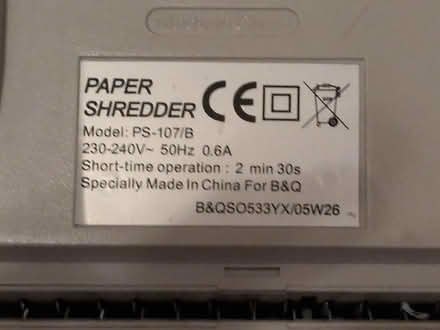 PAPER
SHREDDER CE
Model: PS-107/B
230-240V~ 50Hz 0.6A
Short-time operation : 2 min 30s
Specially Made In China For B&Q
B&QSO533YX/05W26